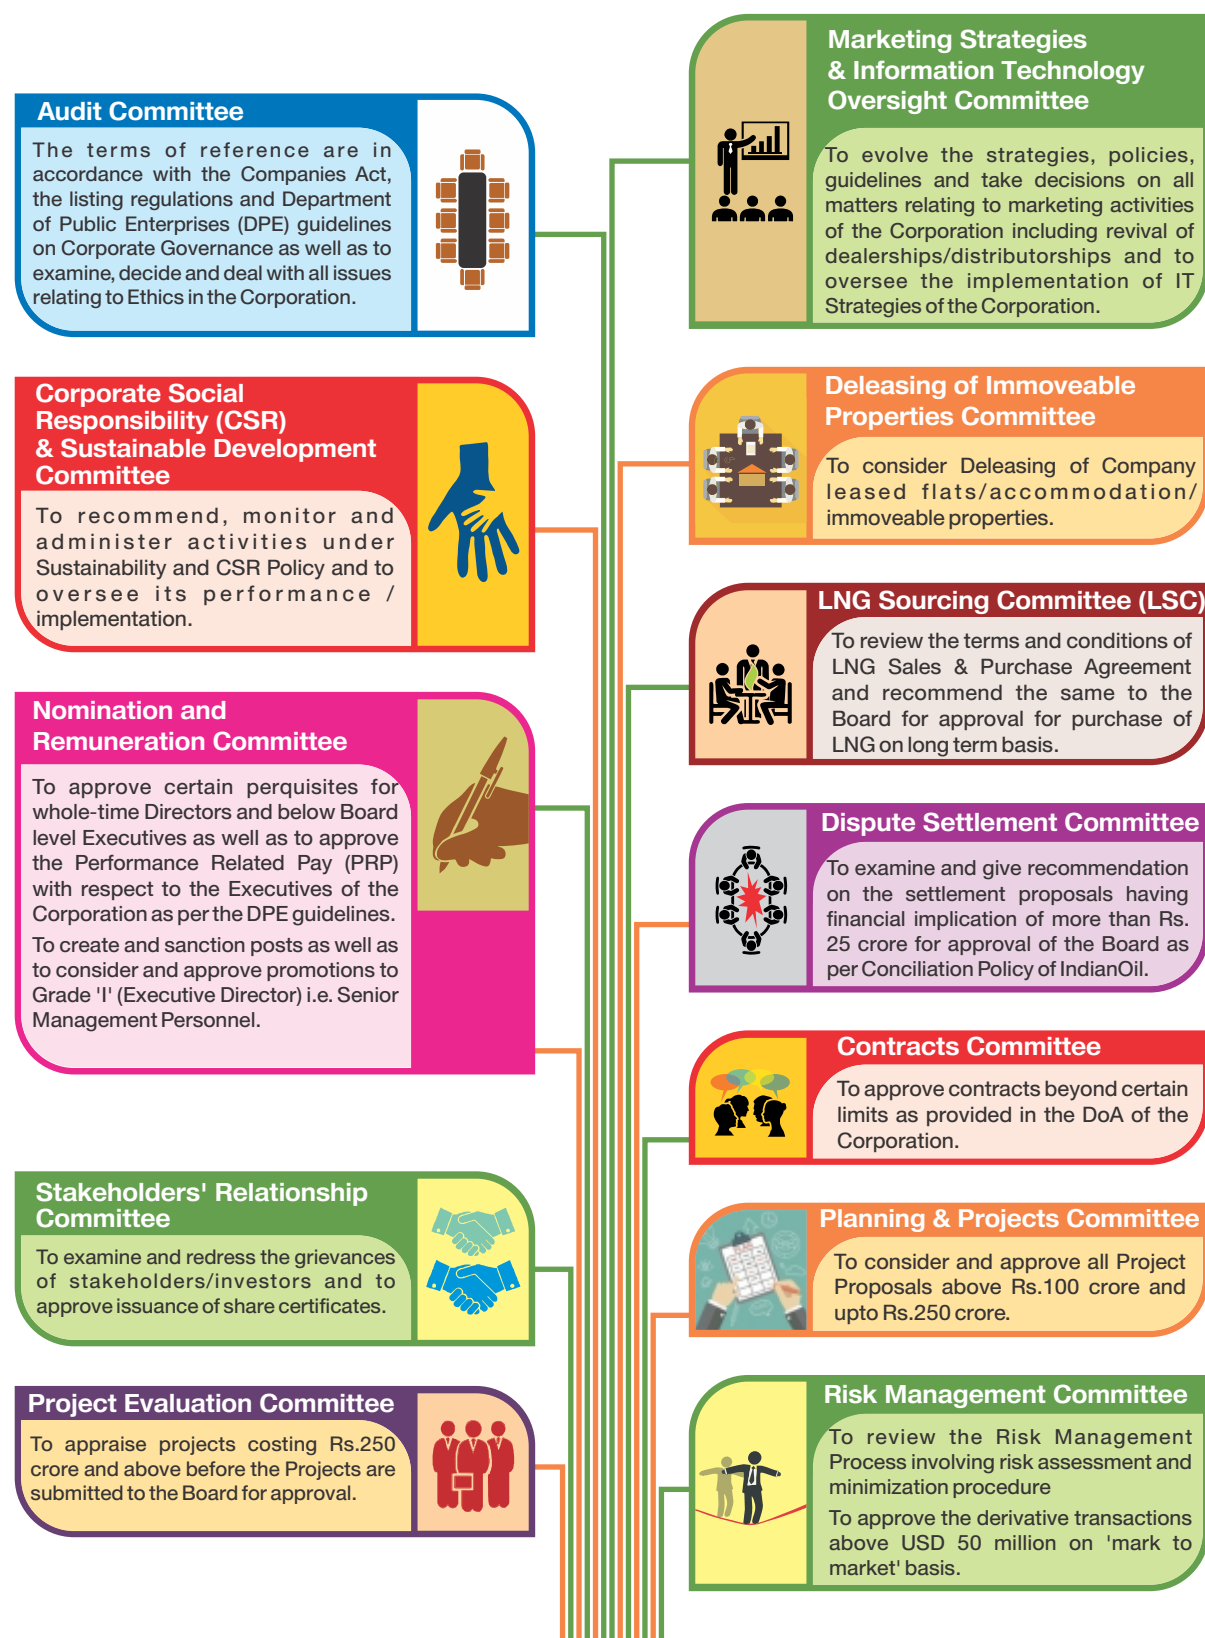 Audit Committee
The terms of reference are in
accordance with the Companies Act,
the listing regulations and Department
of Public Enterprises (DPE) guidelines
on Corporate Governance as well as to
examine, decide and deal with all issues
relating to Ethics in the Corporation.
Corporate Social
Responsibility (CSR)
& Sustainable Development
Committee
To recommend, monitor and
administer activities under
Sustainability and CSR Policy and to
oversee its performance /
implementation.
Nomination and
Remuneration Committee
To approve certain perquisites for
whole-time Directors and below Board
level Executives as well as to approve
the Performance Related Pay (PRP)
with respect to the Executives of the
Corporation as per the DPE guidelines.
To create and sanction posts as well as
to consider and approve promotions to
Grade 'I' (Executive Director) i.e. Senior
Management Personnel.
Stakeholders' Relationship
Committee
To examine and redress the grievances
of stakeholders/investors and to
approve issuance of share certificates.
Project Evaluation Committee
To appraise projects costing Rs.250
crore and above before the Projects are
submitted to the Board for approval.
Marketing Strategies
& Information Technology
Oversight Committee
To evolve the strategies, policies,
guidelines and take decisions on all
matters relating to marketing activities
of the Corporation including revival of
dealerships/distributorships and to
oversee the implementation of IT
Strategies of the Corporation.
Deleasing of Immoveable
Properties Committee
To consider Deleasing of Company
leased flats/accommodation/
immoveable properties.
LNG Sourcing Committee (LSC)
To review the terms and conditions of
LNG Sales & Purchase Agreement
and recommend the same to the
Board for approval for purchase of
LNG on long term basis.
Dispute Settlement Committee
To examine and give recommendation
on the settlement proposals having
financial implication of more than Rs.
25 crore for approval of the Board as
per Conciliation Policy of IndianOil.
Contracts Committee
To approve contracts beyond certain
limits as provided in the DoA of the
Corporation.
Planning & Projects Committee
To consider and approve all Project
Proposals above Rs.100 crore and
upto Rs.250 crore.
Risk Management Committee
To review the Risk Management
Process involving risk assessment and
minimization procedure
To approve the derivative transactions
above USD 50 million on 'mark to
market' basis.